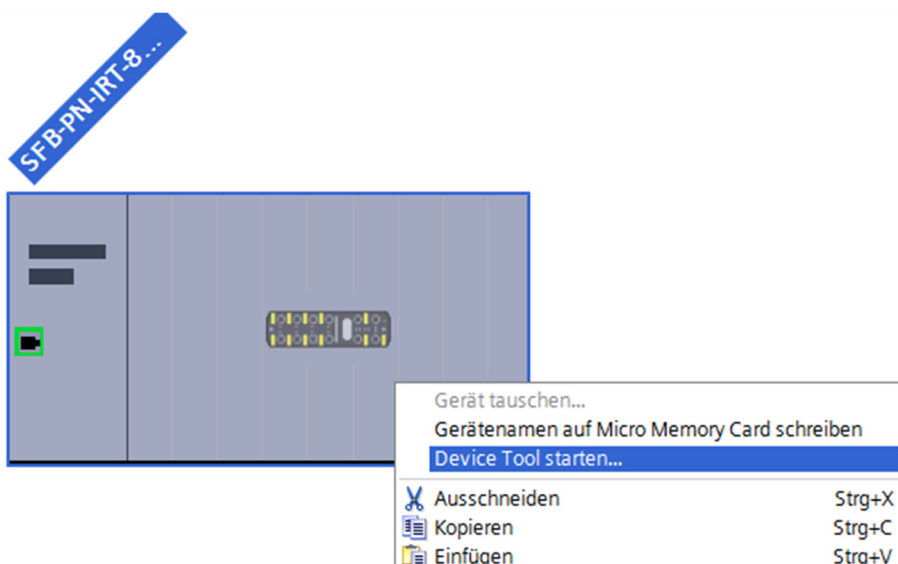 SFB-PN-IRT-8...
Gerät tauschen...
Gerätenamen auf Micro Memory Card schreiben
Device Tool starten...
Ausschneiden Strg+X
Kopieren Strg+C
Einfügen Strg+V